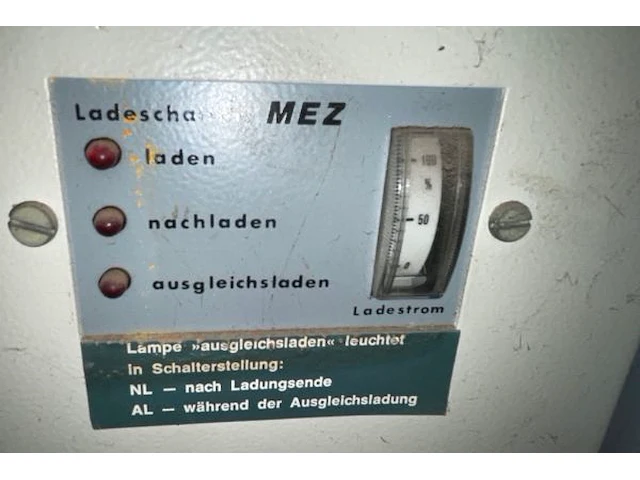 MEZ
laden
nachladen
ausgleichsladen
100
%
50
0
Ladestrom
Lampe »ausgleichsladen« leuchtet
in Schalterstellung:
NL — nach Ladungsende
AL — während der Ausgleichsladung